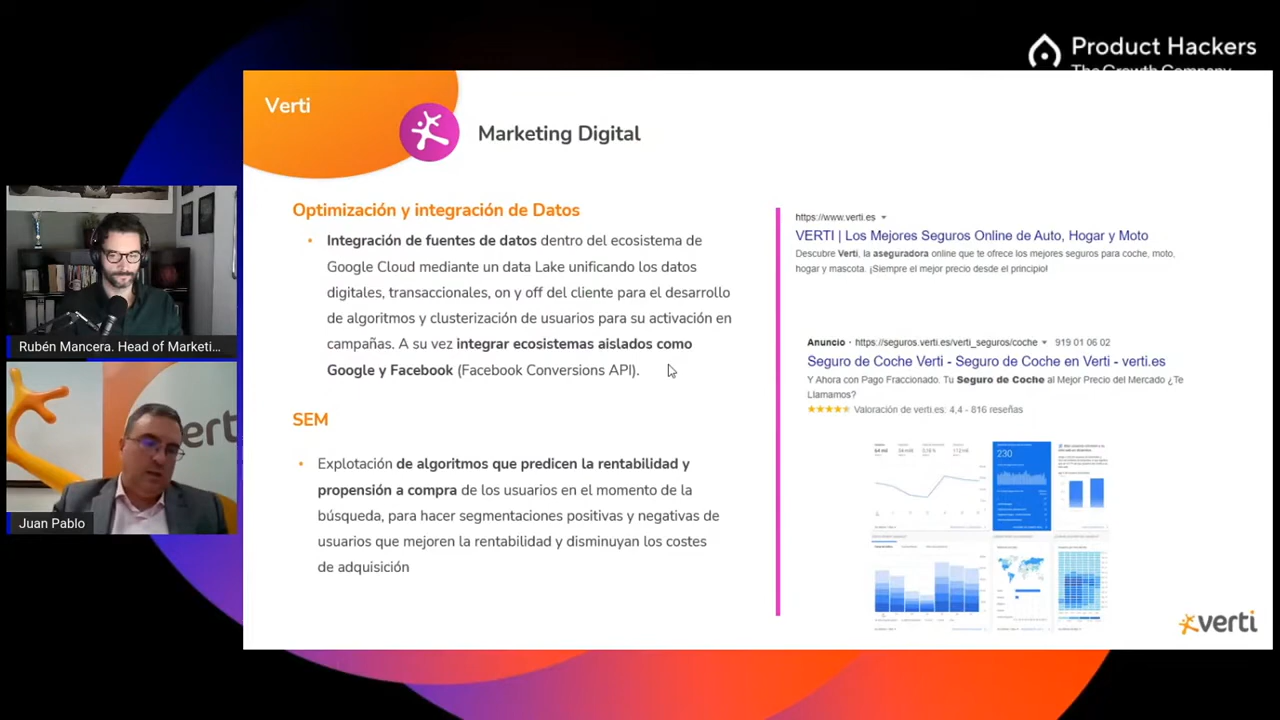 Product Hackers
The Growth Company
Verti
Marketing Digital
Optimización y integración de Datos
• Integración de fuentes de datos dentro del ecosistema de
Google Cloud mediante un data Lake unificando los datos
digitales, transaccionales, on y off del cliente para el desarrollo
de algoritmos y clusterización de usuarios para su activación en
campañas. A su vez integrar ecosistemas aislados como
Google y Facebook (Facebook Conversions API).
SEM
• Explotación de algoritmos que predicen la rentabilidad y
propensión a compra de los usuarios en el momento de la
búsqueda, para hacer segmentaciones positivas y negativas de
usuarios que mejoren la rentabilidad y disminuyan los costes
de adquisición
https://www.verti.es
VERTI | Los Mejores Seguros Online de Auto, Hogar y Moto
Descubre Verti, la aseguradora online que te ofrece los mejores seguros para coche, moto,
hogar y mascota. ¡Siempre el mejor precio desde el principio!
Anuncio · https://seguros.verti.es/verti_seguros/coche 919 01 06 02
Seguro de Coche Verti - Seguro de Coche en Verti - verti.es
Y Ahora con Pago Fraccionado. Tu Seguro de Coche al Mejor Precio del Mercado ¿Te
Llamamos?
Valoración de verti.es: 4,4 - 816 reseñas
230
verti
Rubén Mancera. Head of Marketi...
verti
Juan Pablo